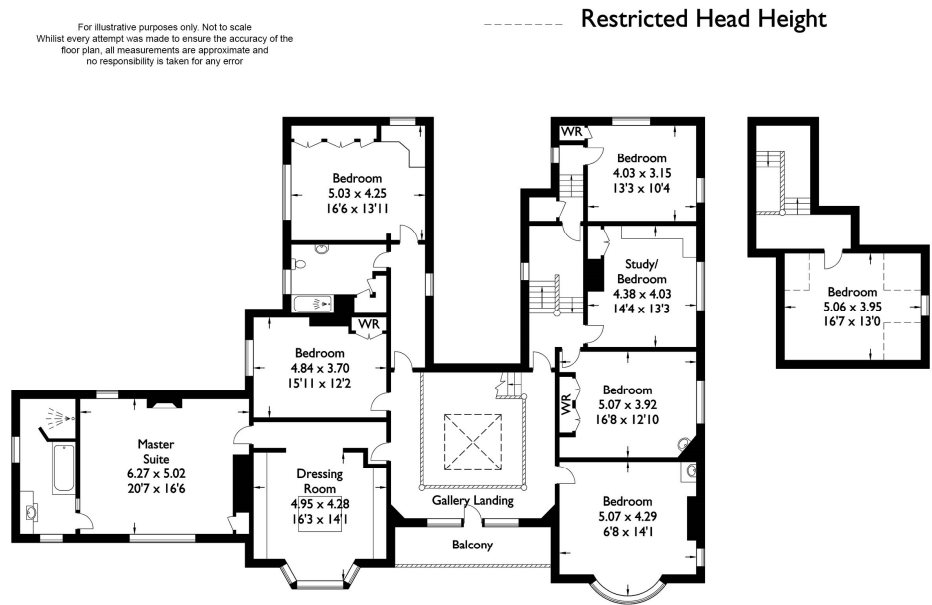 For illustrative purposes only. Not to scale
Whilist every attempt was made to ensure the accuracy of the
floor plan, all measurements are approximate and
no responsibility is taken for any error
Restricted Head Height
Bedroom
5.03 x 4.25
16'6 x 13'11
WR
Bedroom
4.03 x 3.15
13'3 x 10'4
Study/
Bedroom
4.38 x 4.03
14'4 x 13'3
Bedroom
5.06 x 3.95
16'7 x 13'0
WR
Bedroom
4.84 x 3.70
15'11 x 12'2
WR
Bedroom
5.07 x 3.92
16'8 x 12'10
Master
Suite
6.27 x 5.02
20'7 x 16'6
Dressing
Room
4.95 x 4.28
16'3 x 14'1
Gallery Landing
Balcony
Bedroom
5.07 x 4.29
6'8 x 14'1